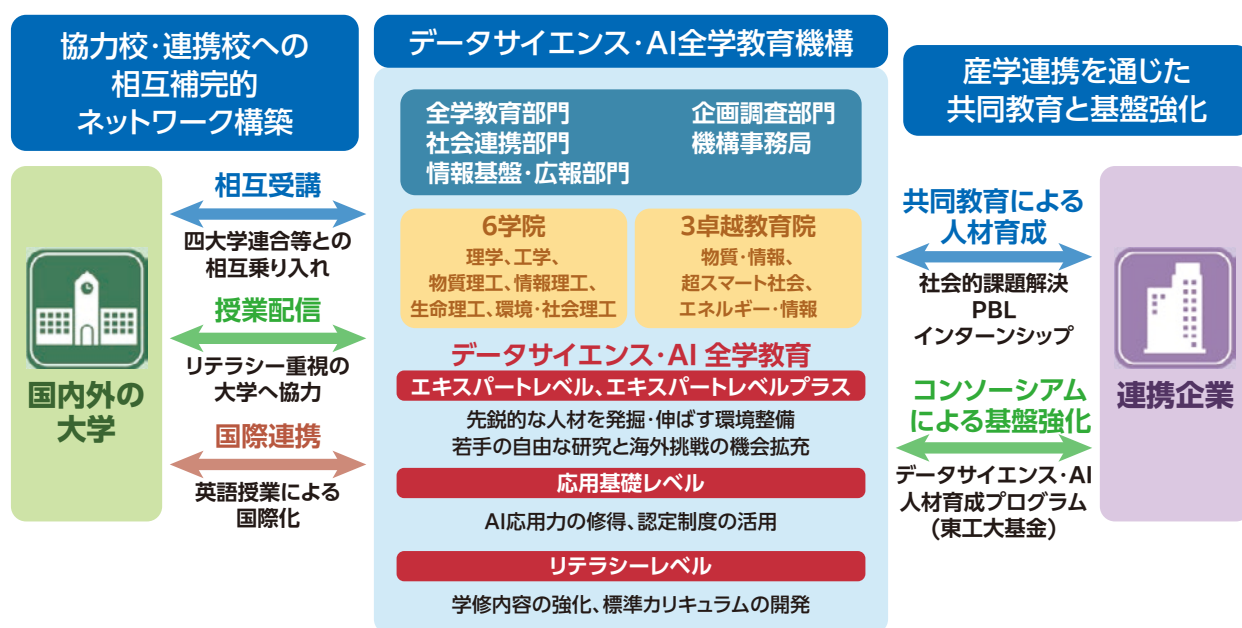 協力校・連携校への
相互補完的
ネットワーク構築
国内外の
大学
相互受講
四大学連合等との
相互乗り入れ
授業配信
リテラシー重視の
大学へ協力
国際連携
英語授業による
国際化
データサイエンス・AI全学教育機構
全学教育部門
社会連携部門
情報基盤・広報部門
企画調査部門
機構事務局
6学院
理学、工学、
物質理工、情報理工、
生命理工、環境・社会理工
3卓越教育院
物質・情報、
超スマート社会、
エネルギー・情報
データサイエンス・AI 全学教育
エキスパートレベル、エキスパートレベルプラス
先鋭的な人材を発掘・伸ばす環境整備
若手の自由な研究と海外挑戦の機会拡充
応用基礎レベル
AI応用力の修得、認定制度の活用
リテラシーレベル
学修内容の強化、標準カリキュラムの開発
産学連携を通じた
共同教育と基盤強化
共同教育による
人材育成
社会的課題解決
PBL
インターンシップ
コンソーシアム
による基盤強化
データサイエンス・AI
人材育成プログラム
(東工大基金)
連携企業